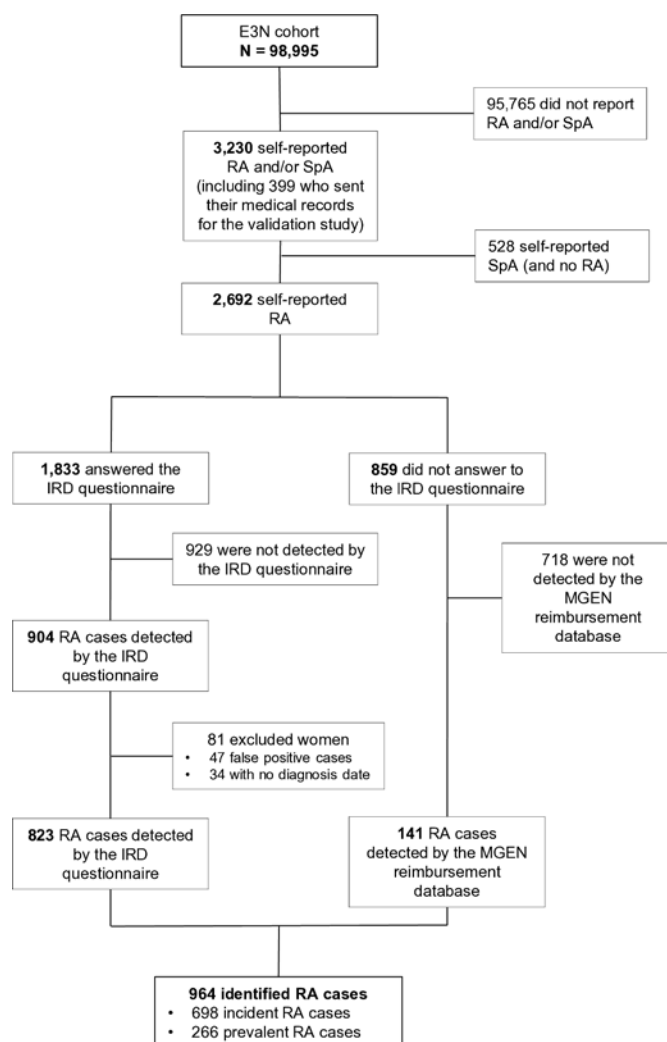 E3N cohort
N = 98,995
95,765 did not report
RA and/or SpA
3,230 self-reported
RA and/or SpA
(including 399 who sent
their medical records
for the validation study)
528 self-reported
SpA (and no RA)
2,692 self-reported
RA
1,833 answered the
IRD questionnaire
859 did not answer to
the IRD questionnaire
929 were not detected by
the IRD questionnaire
718 were not
detected by the
MGEN
reimbursement
database
904 RA cases detected
by the IRD
questionnaire
81 excluded women
• 47 false positive cases
• 34 with no diagnosis date
823 RA cases detected
by the IRD
questionnaire
141 RA cases
detected by the MGEN
reimbursement
database
964 identified RA cases
• 698 incident RA cases
• 266 prevalent RA cases